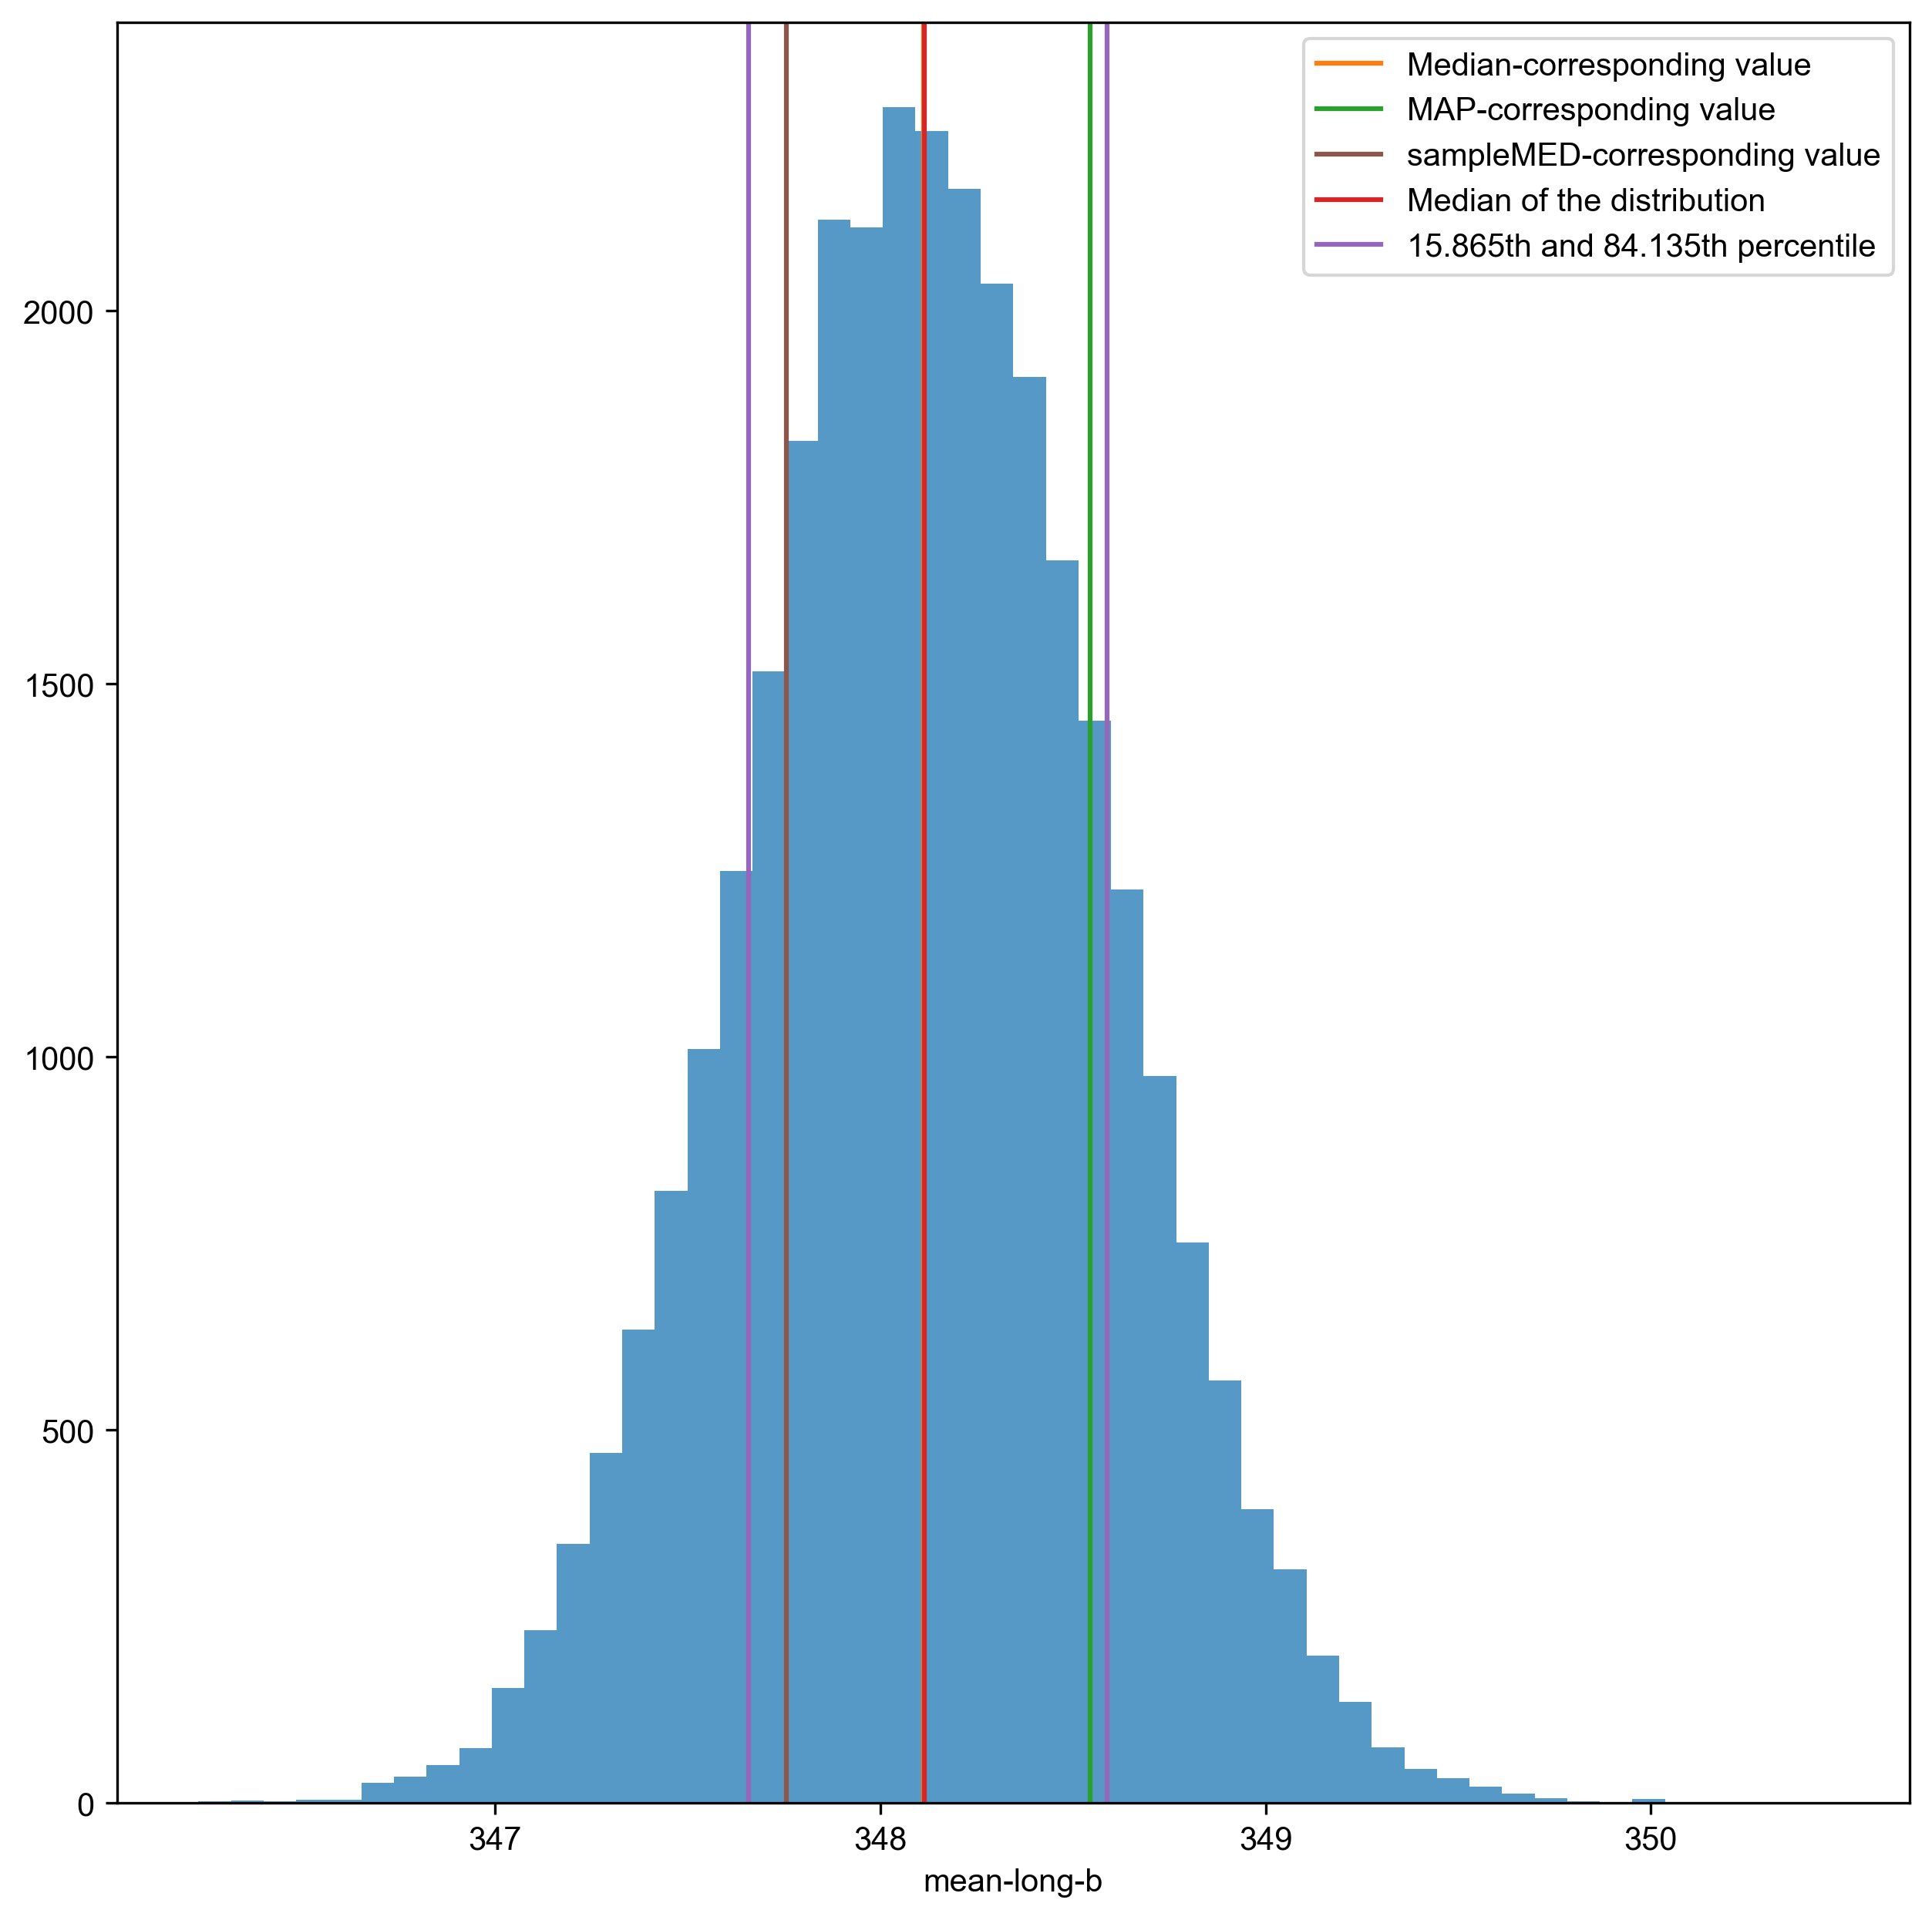 Median-corresponding value
MAP-corresponding value
sampleMED-corresponding value
Median of the distribution
15.865th and 84.135th percentile
2000
1500
1000
500
0
347 348 349 350
mean-long-b